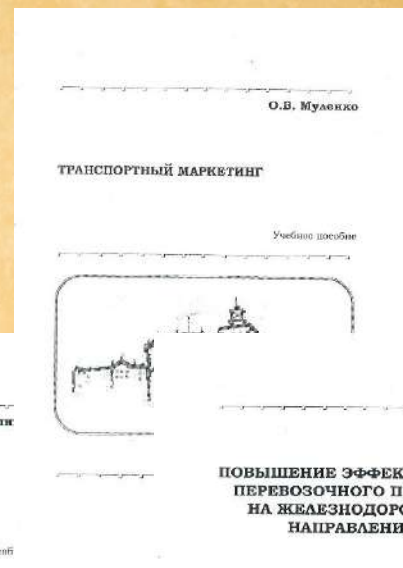 О.В. Муленко
ТРАНСПОРТНЫЙ МАРКЕТИНГ
Учебное пособие
ПОВЫШЕНИЕ ЭФФЕК
ПЕРЕВОЗОЧНОГО П
НА ЖЕЛЕЗНОДОРО
НАПРАВЛЕНИ